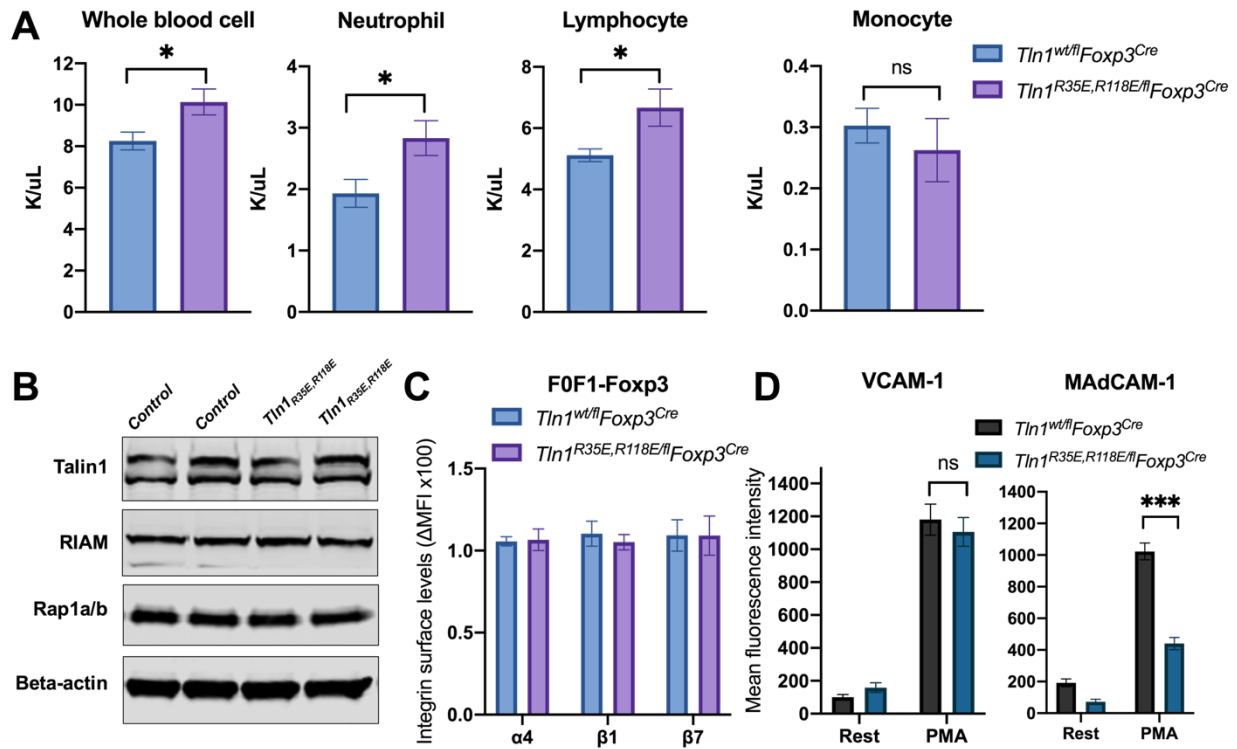 A
Whole blood cell
Neutrophil
Lymphocyte
Monocyte
Tln1wt/flFoxp3Cre
Tln1R35E,R118E/flFoxp3Cre
K/uL
12
10
8
6
4
2
0
*
K/uL
4
3
2
1
0
*
K/uL
8
6
4
2
0
*
K/uL
0.4
0.3
0.2
0.1
0.0
ns
B
Control
Control
Tln1R35E,R118E
Tln1R35E,R118E
Talin1
RIAM
Rap1a/b
Beta-actin
C
F0F1-Foxp3
Tln1wt/flFoxp3Cre
Tln1R35E,R118E/flFoxp3Cre
Integrin surface levels (ΔMFI x100)
1.5
1.0
0.5
0.0
α4
β1
β7
D
VCAM-1
MAdCAM-1
Tln1wt/flFoxp3Cre
Tln1R35E,R118E/flFoxp3Cre
Mean fluorescence intensity
1400
1200
1000
800
600
400
200
0
ns
Rest
PMA
1400
1200
1000
800
600
400
200
0
***
Rest
PMA